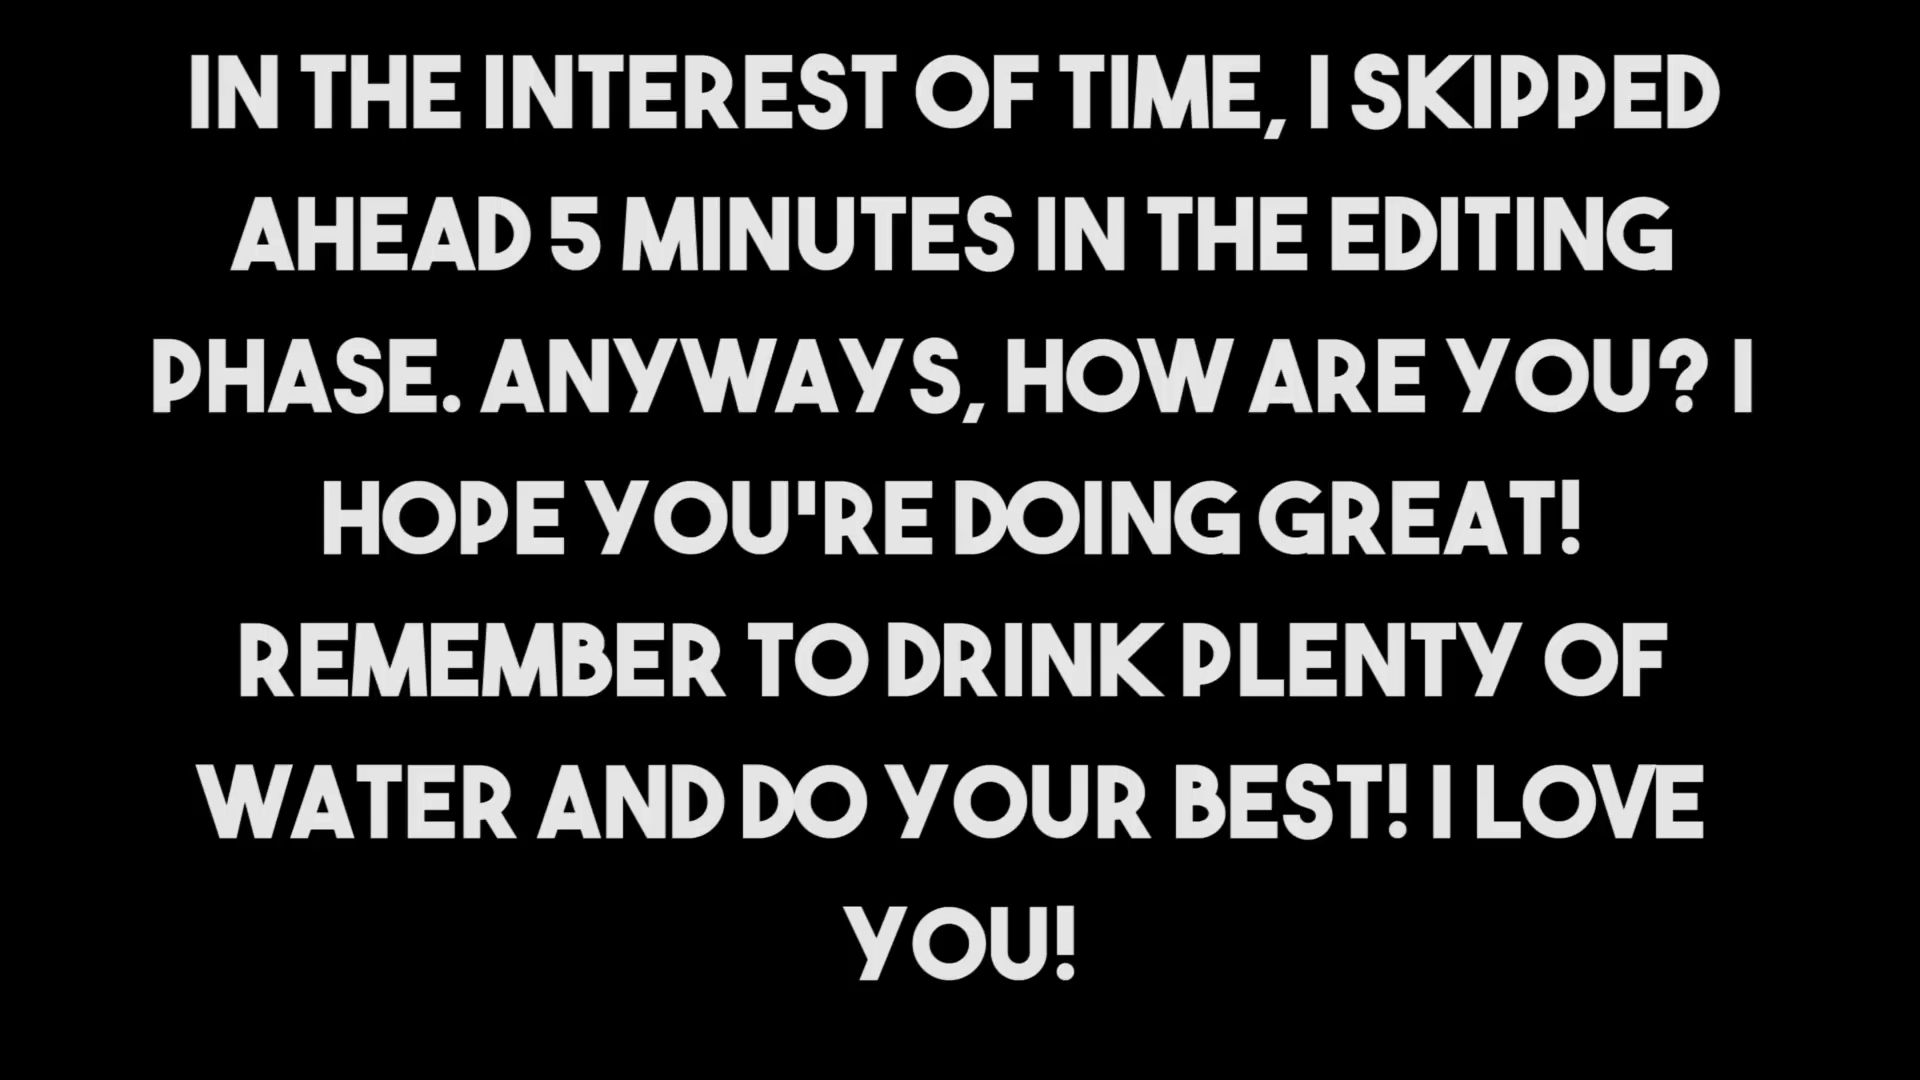 IN THE INTEREST OF TIME, I SKIPPED
AHEAD 5 MINUTES IN THE EDITING
PHASE. ANYWAYS, HOW ARE YOU? I
HOPE YOU'RE DOING GREAT!
REMEMBER TO DRINK PLENTY OF
WATER AND DO YOUR BEST! I LOVE
YOU!